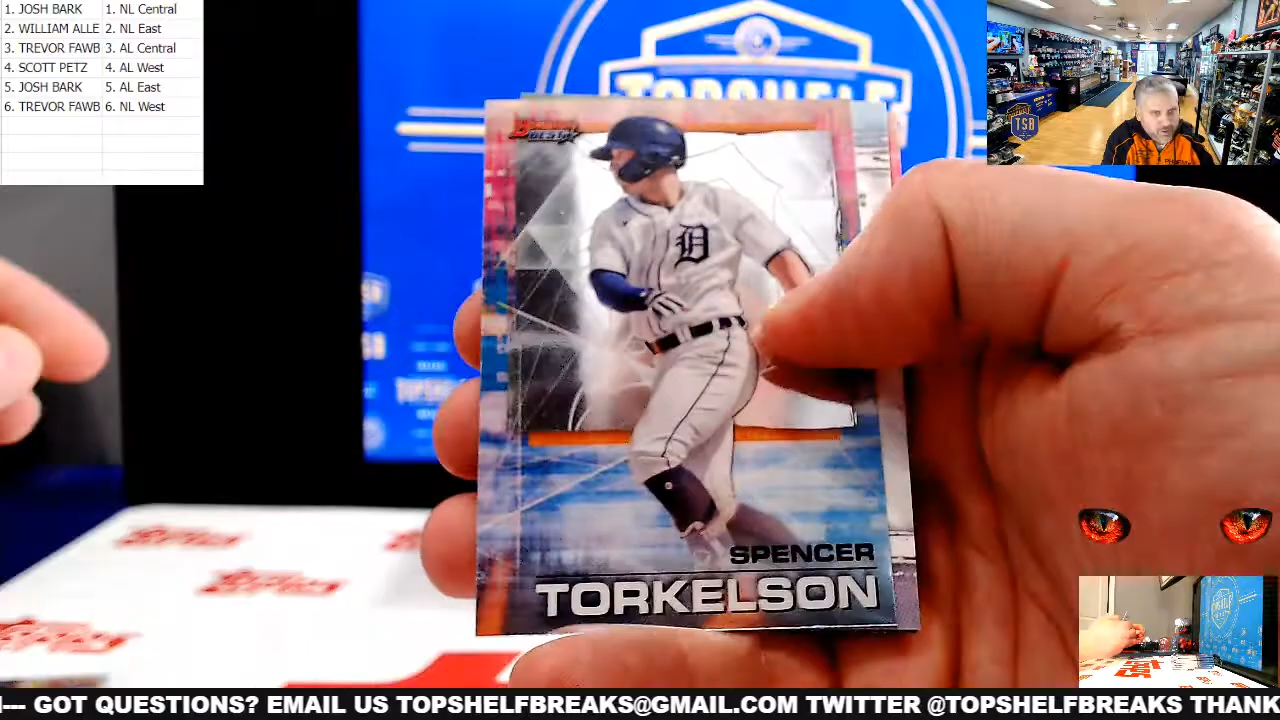 1. JOSH BARK 1. NL Central
2. WILLIAM ALLE 2. NL East
3. TREVOR FAWB 3. AL Central
4. SCOTT PETZ 4. AL West
5. JOSH BARK 5. AL East
6. TREVOR FAWB 6. NL West
TOPSHELF
TSB
D
SPENCER
TORKELSON
--- GOT QUESTIONS? EMAIL US TOPSHELFBREAKS@GMAIL.COM TWITTER @TOPSHELFBREAKS THANK